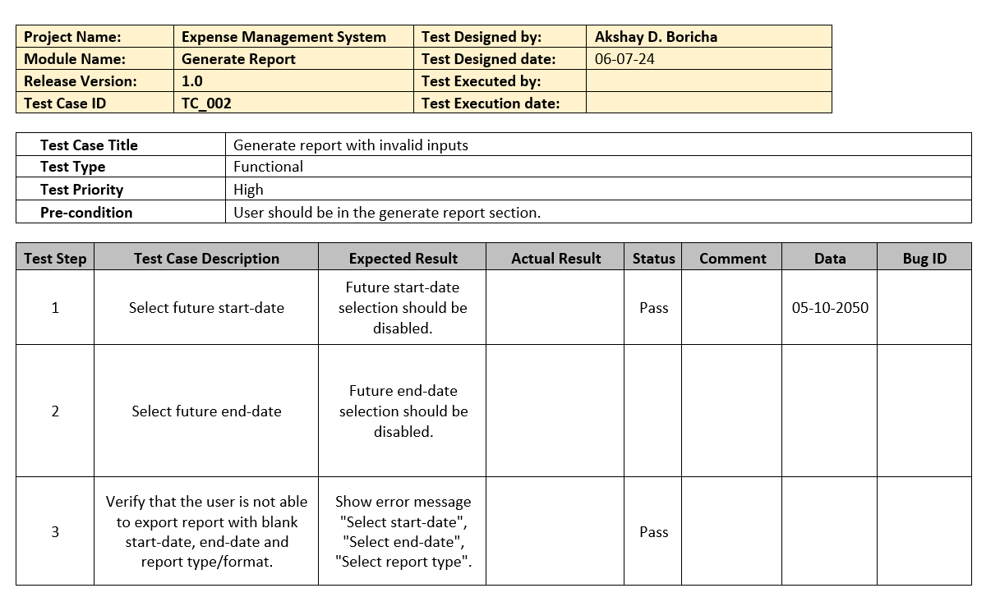 Project Name: Expense Management System Test Designed by: Akshay D. Boricha
Module Name: Generate Report Test Designed date: 06-07-24
Release Version: 1.0 Test Executed by:
Test Case ID TC_002 Test Execution date:
Test Case Title Generate report with invalid inputs
Test Type Functional
Test Priority High
Pre-condition User should be in the generate report section.
Test Step Test Case Description Expected Result Actual Result Status Comment Data Bug ID
1
Select future start-date
Future start-date
selection should be
disabled.
Pass
05-10-2050
2
Select future end-date
Future end-date
selection should be
disabled.
3
Verify that the user is not able
to export report with blank
start-date, end-date and
report type/format.
Show error message
"Select start-date",
"Select end-date",
"Select report type".
Pass